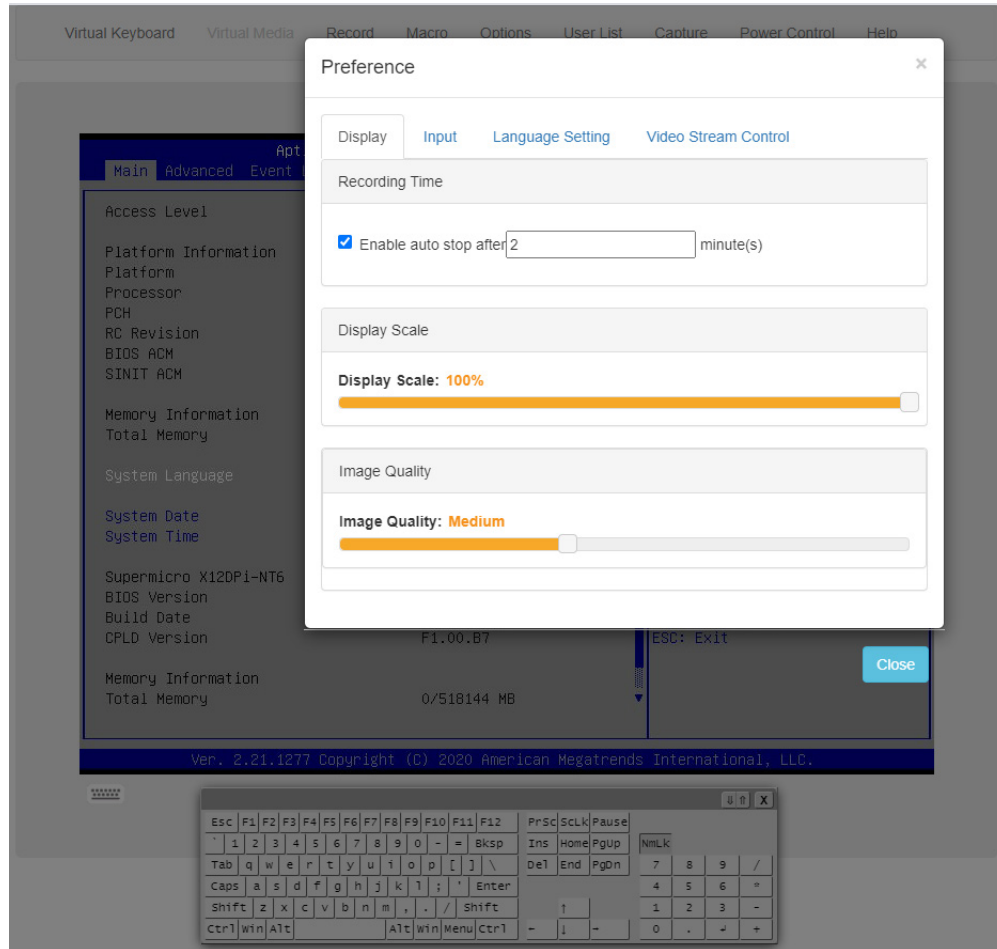 Virtual Keyboard Virtual Media Record Macro Options User List Capture Power Control Help
Preference ×
Display Input Language Setting Video Stream Control
Recording Time
Enable auto stop after 2 minute(s)
Display Scale
Display Scale: 100%
Image Quality
Image Quality: Medium
Close
Apt
Main Advanced Event
Access Level
Platform Information
Platform
Processor
PCH
RC Revision
BIOS ACM
SINIT ACM
Memory Information
Total Memory
System Language
System Date
System Time
Supermicro X12DPi-NT6
BIOS Version
Build Date
CPLD Version F1.00.B7 ESC: Exit
Memory Information
Total Memory 0/518144 MB
Ver. 2.21.1277 Copyright (C) 2020 American Megatrends International, LLC.
X
Esc F1 F2 F3 F4 F5 F6 F7 F8 F9 F10 F11 F12 PrSc ScLk Pause
` 1 2 3 4 5 6 7 8 9 0 - = Bksp Ins Home PgUp NmLk
Tab q w e r t y u i o p [ ] \ Del End PgDn 7 8 9 /
Caps a s d f g h j k l ; ' Enter 4 5 6
Shift z x c v b n m , . / Shift ↑ 1 2 3 -
Ctrl Win Alt Alt Win Menu Ctrl ← ↓ → 0 . ↲ +